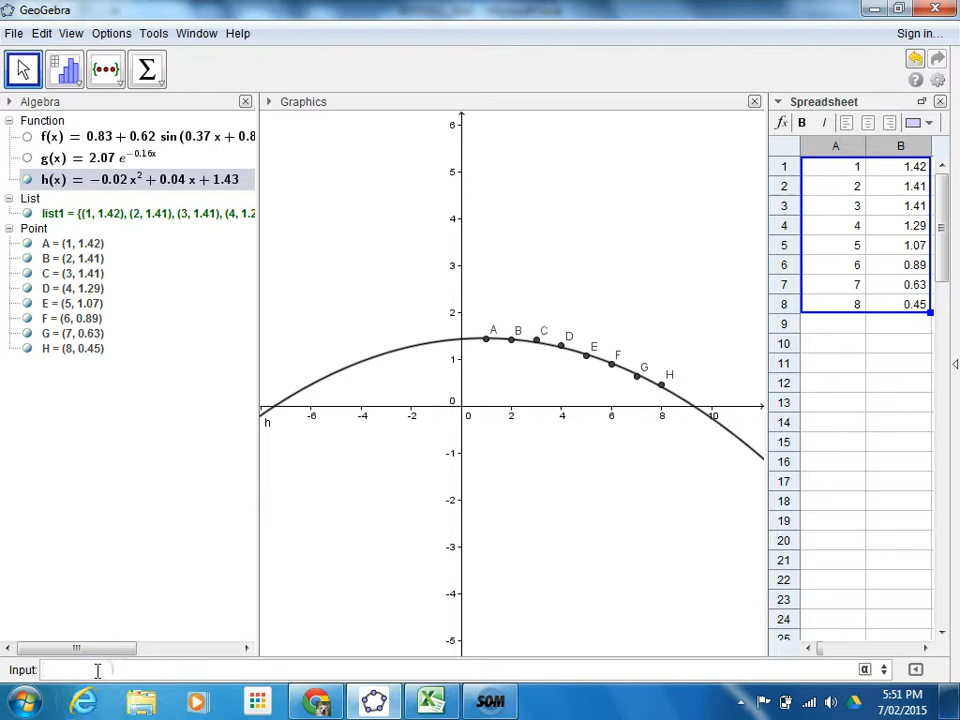 GeoGebra
File Edit View Options Tools Window Help
Sign in...
Algebra
Graphics
Spreadsheet
Function
f(x) = 0.83 + 0.62 sin(0.37 x + 0.8
g(x) = 2.07 e^-0.16x
h(x) = −0.02 x² + 0.04 x + 1.43
List
list1 = {(1, 1.42), (2, 1.41), (3, 1.41), (4, 1.2
Point
A = (1, 1.42)
B = (2, 1.41)
C = (3, 1.41)
D = (4, 1.29)
E = (5, 1.07)
F = (6, 0.89)
G = (7, 0.63)
H = (8, 0.45)
6
5
4
3
2
1
0
-1
-2
-3
-4
-5
-6 -4 -2 0 2 4 6 8 10
A B C D E F G H
h
fx B I
A B
1 1 1.42
2 2 1.41
3 3 1.41
4 4 1.29
5 5 1.07
6 6 0.89
7 7 0.63
8 8 0.45
9
10
11
12
13
14
15
16
17
18
19
20
21
22
23
24
25
Input:
α
SOM
5:51 PM
7/02/2015